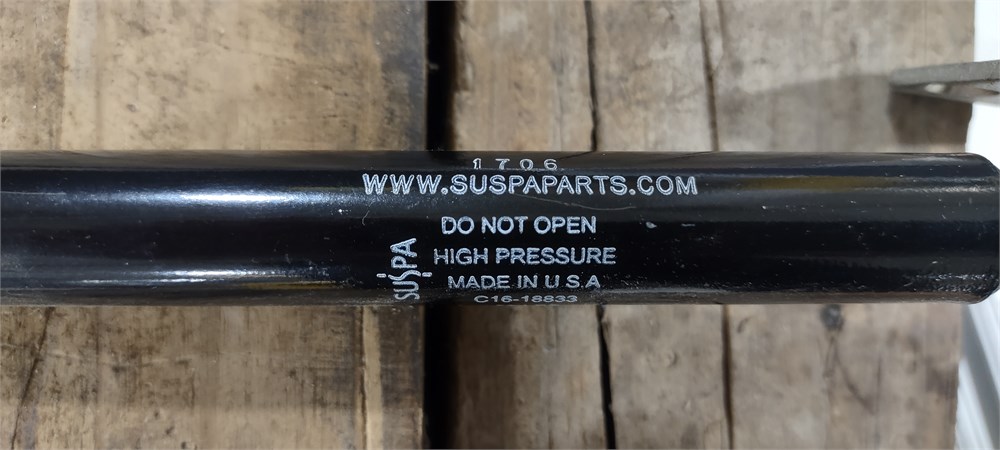 1706
WWW.SUSPAPARTS.COM
DO NOT OPEN
HIGH PRESSURE
MADE IN U.S.A
C16-18833
SUSPA